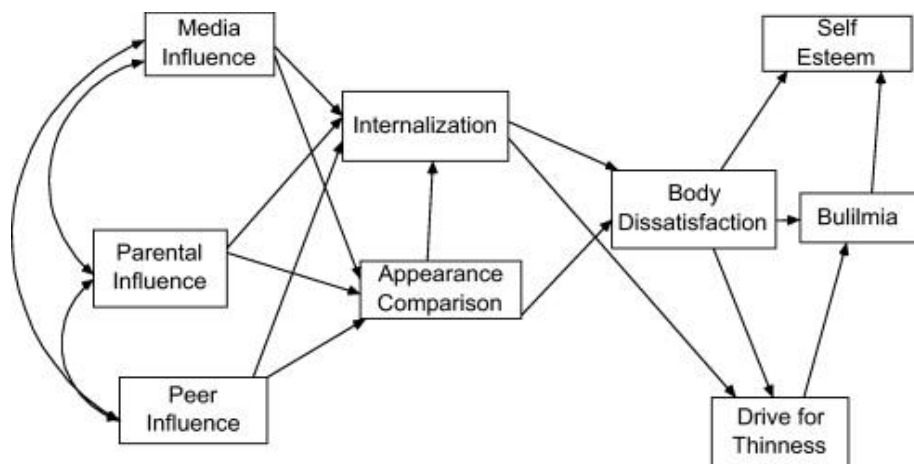 Media
Influence
Self
Esteem
Internalization
Body
Dissatisfaction
Bulilmia
Parental
Influence
Appearance
Comparison
Peer
Influence
Drive for
Thinness